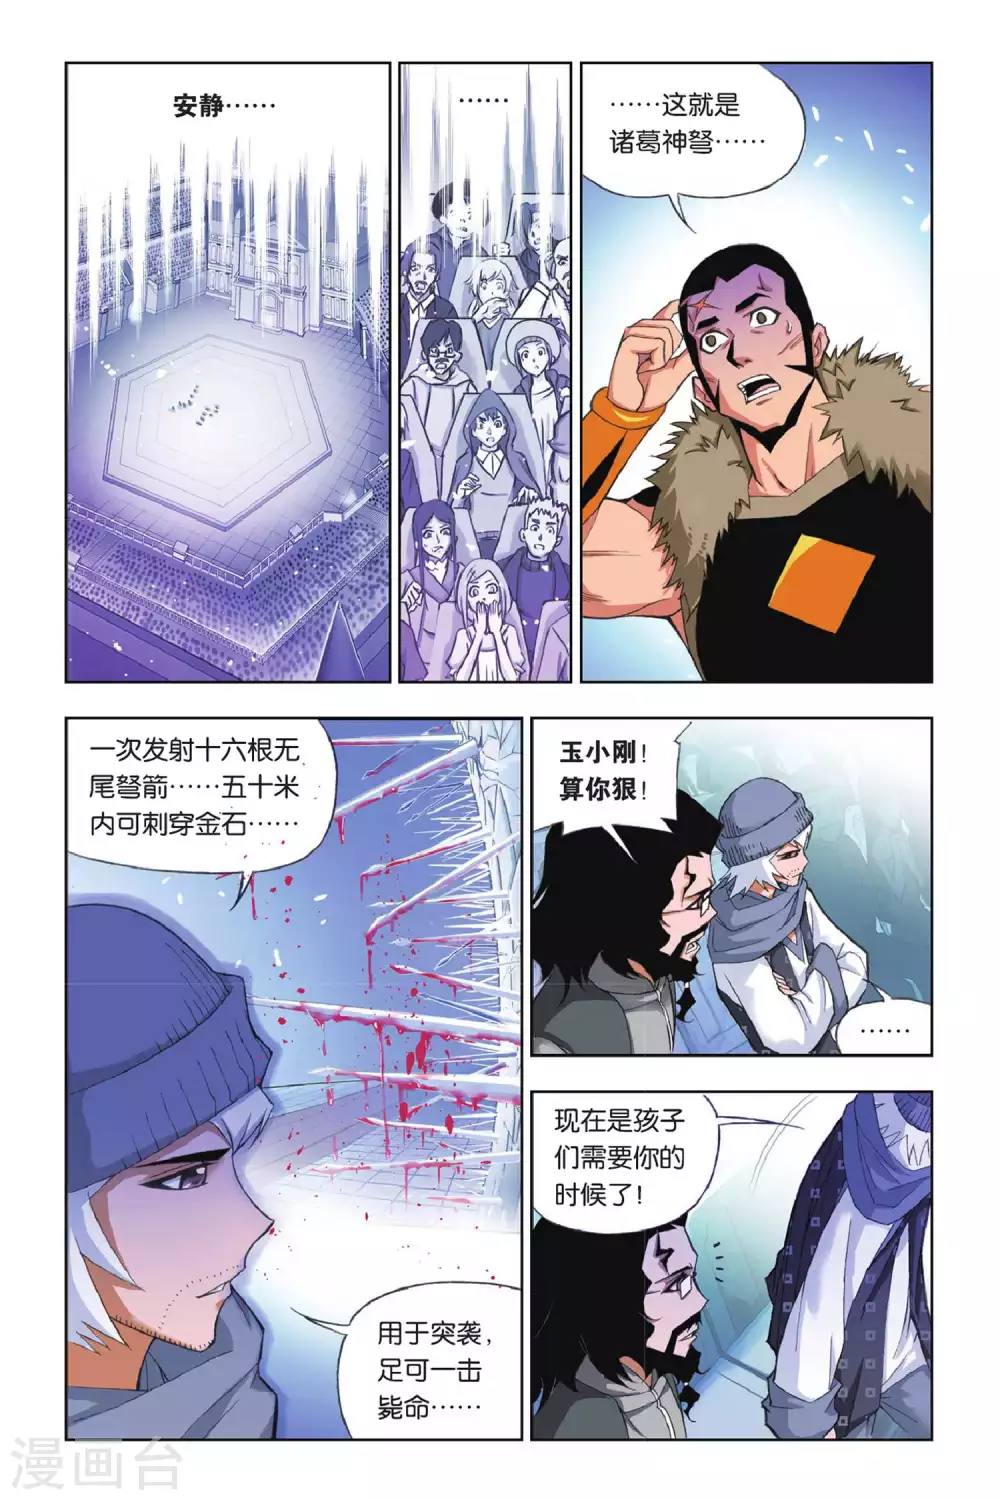 安静……
……
……这就是
诸葛神弩……
一次发射十六根无
尾弩箭……五十米
内可刺穿金石……
用于突袭，
足可一击
毙命……
玉小刚！
算你狠！
……
现在是孩子
们需要你的
时候了！
漫画台